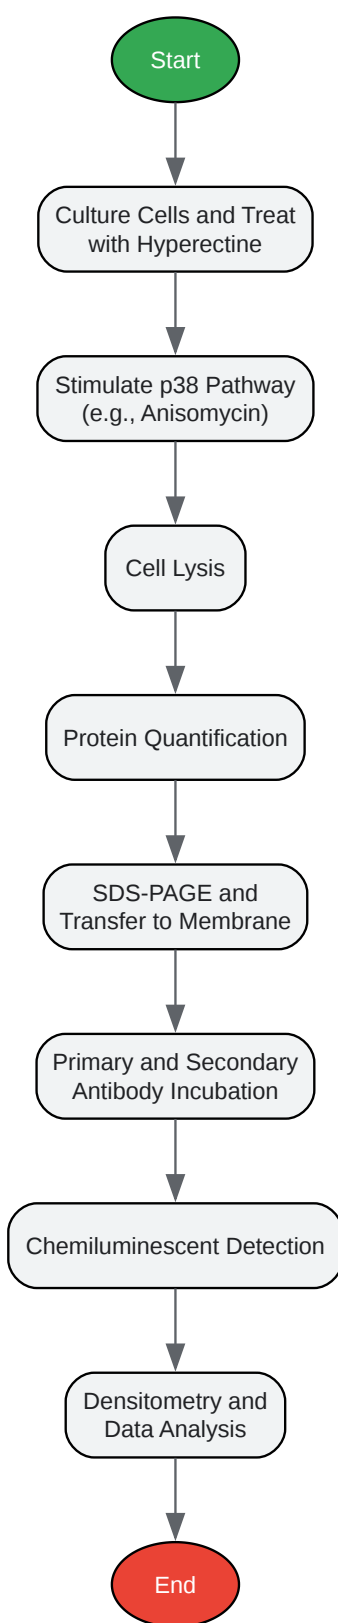 Start
Culture Cells and Treat
with Hyperectine
Stimulate p38 Pathway
(e.g., Anisomycin)
Cell Lysis
Protein Quantification
SDS-PAGE and
Transfer to Membrane
Primary and Secondary
Antibody Incubation
Chemiluminescent Detection
Densitometry and
Data Analysis
End